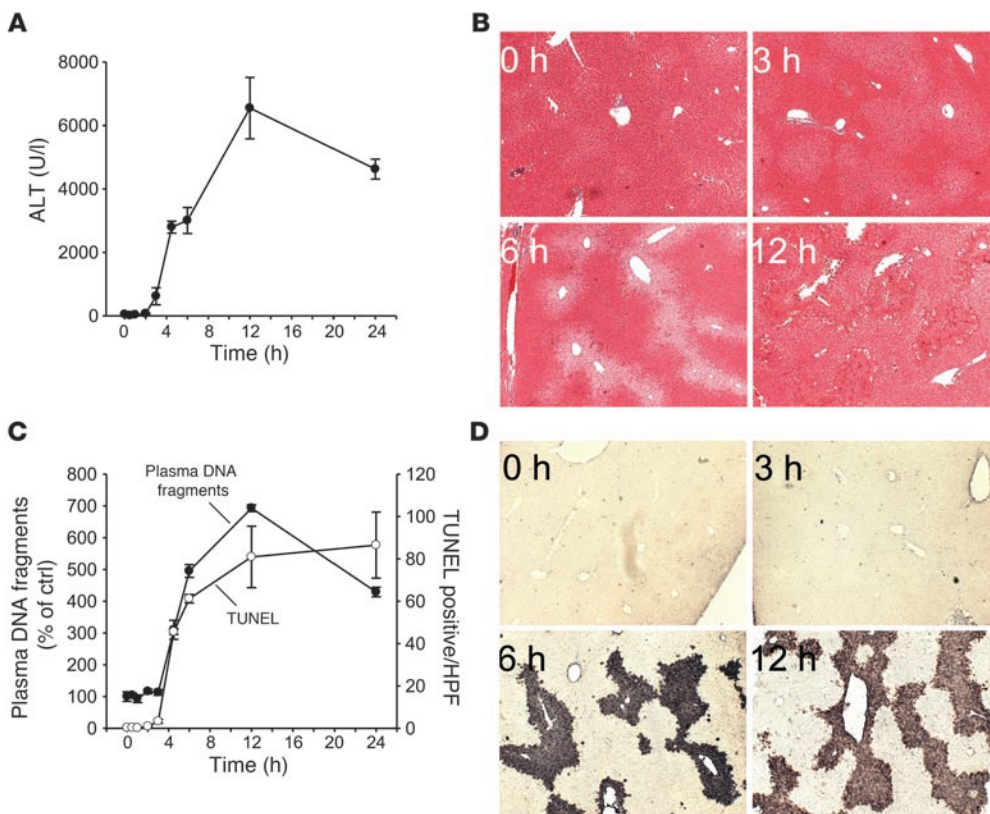 A
8000
6000
4000
2000
0
ALT (U/l)
0 4 8 12 16 20 24
Time (h)
B
0 h
3 h
6 h
12 h
C
800
700
600
500
400
300
200
100
0
Plasma DNA fragments
(% of ctrl)
Plasma DNA
fragments
TUNEL
120
100
80
60
40
20
0
TUNEL positive/HPF
0 4 8 12 16 20 24
Time (h)
D
0 h
3 h
6 h
12 h